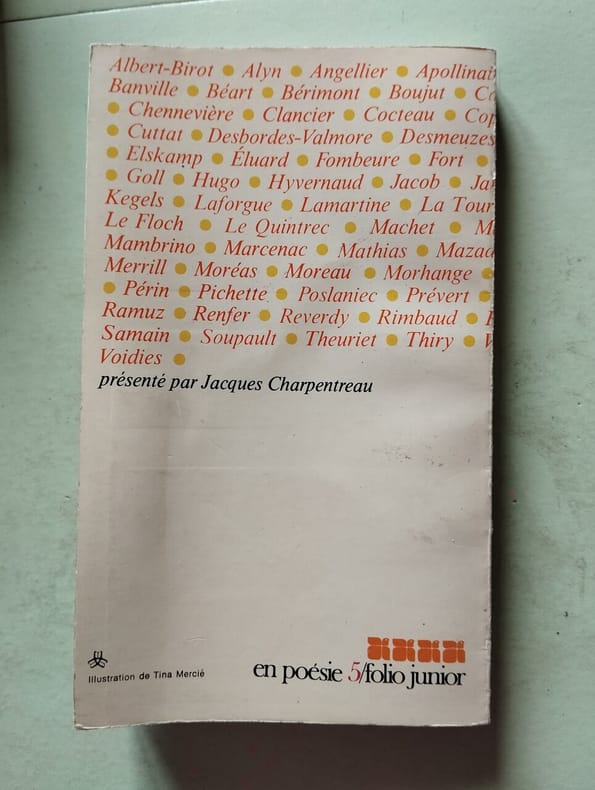 Albert-Birot ● Alyn ● Angellier ● Apollinai
Banville ● Béart ● Bérimont ● Boujut ● C
● Chennevière ● Clancier ● Cocteau ● Cop
● Cuttat ● Desbordes-Valmore ● Desmeuzes
● Elskamp ● Éluard ● Fombeure ● Fort ●
● Goll ● Hugo ● Hyvernaud ● Jacob ● Ja
Kegels ● Laforgue ● Lamartine ● La Tour
Le Floch ● Le Quintrec ● Machet ● M
Mambrino ● Marcenac ● Mathias ● Mazad
Merrill ● Moréas ● Moreau ● Morhange ●
● Périn ● Pichette ● Poslaniec ● Prévert ●
Ramuz ● Renfer ● Reverdy ● Rimbaud ●
Samain ● Soupault ● Theuriet ● Thiry ●
Voidies ●
présenté par Jacques Charpentreau
Illustration de Tina Mercié
en poésie 5/folio junior